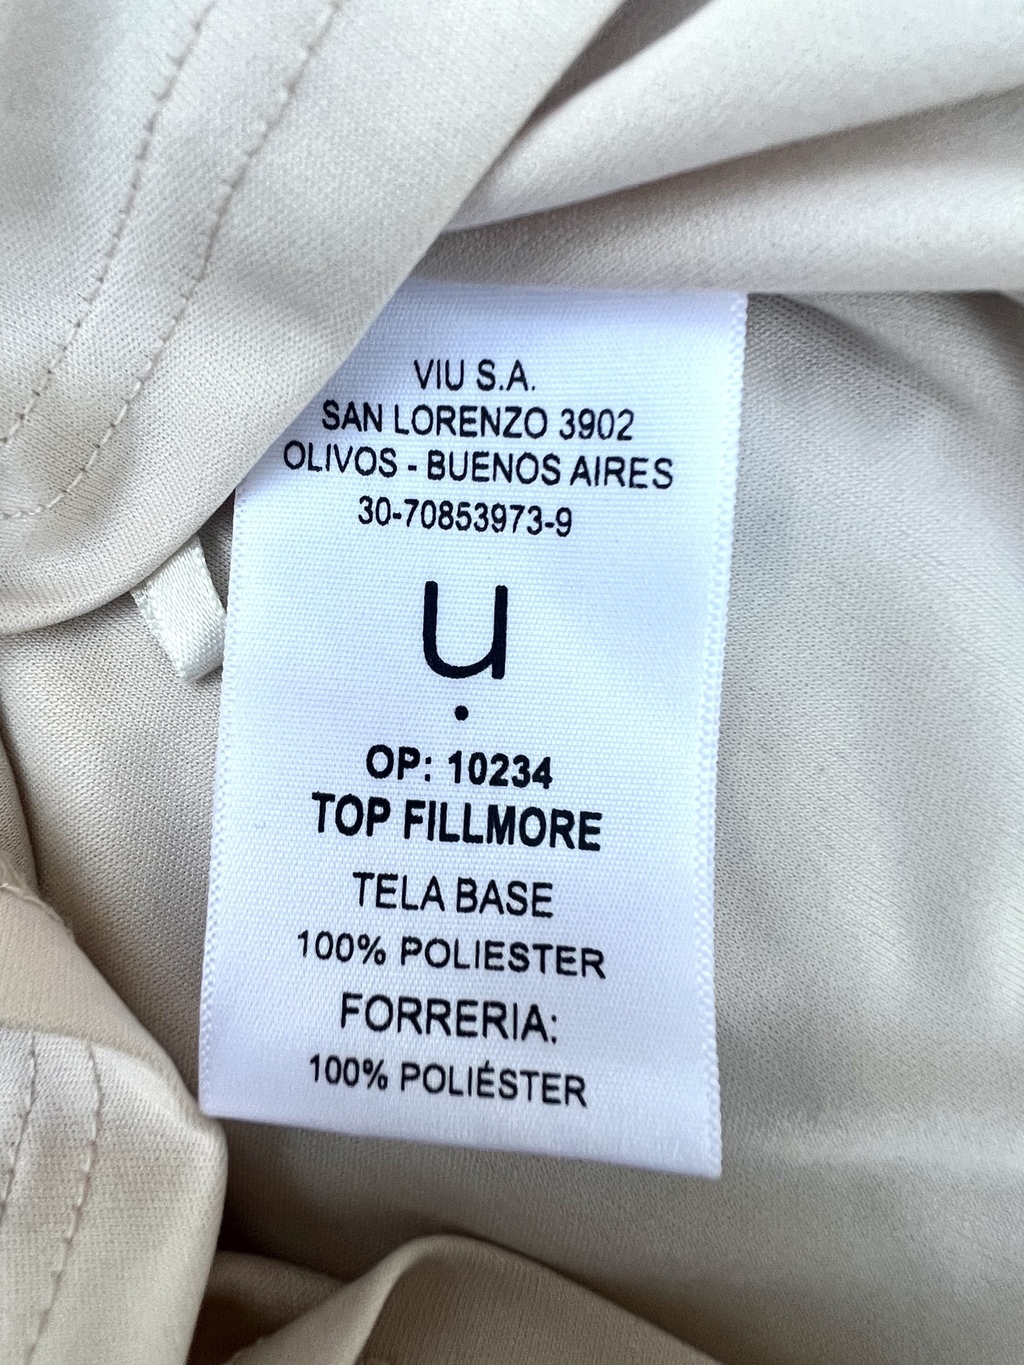 VIU S.A.
SAN LORENZO 3902
OLIVOS - BUENOS AIRES
30-70853973-9
u
OP: 10234
TOP FILLMORE
TELA BASE
100% POLIESTER
FORRERIA:
100% POLIÉSTER